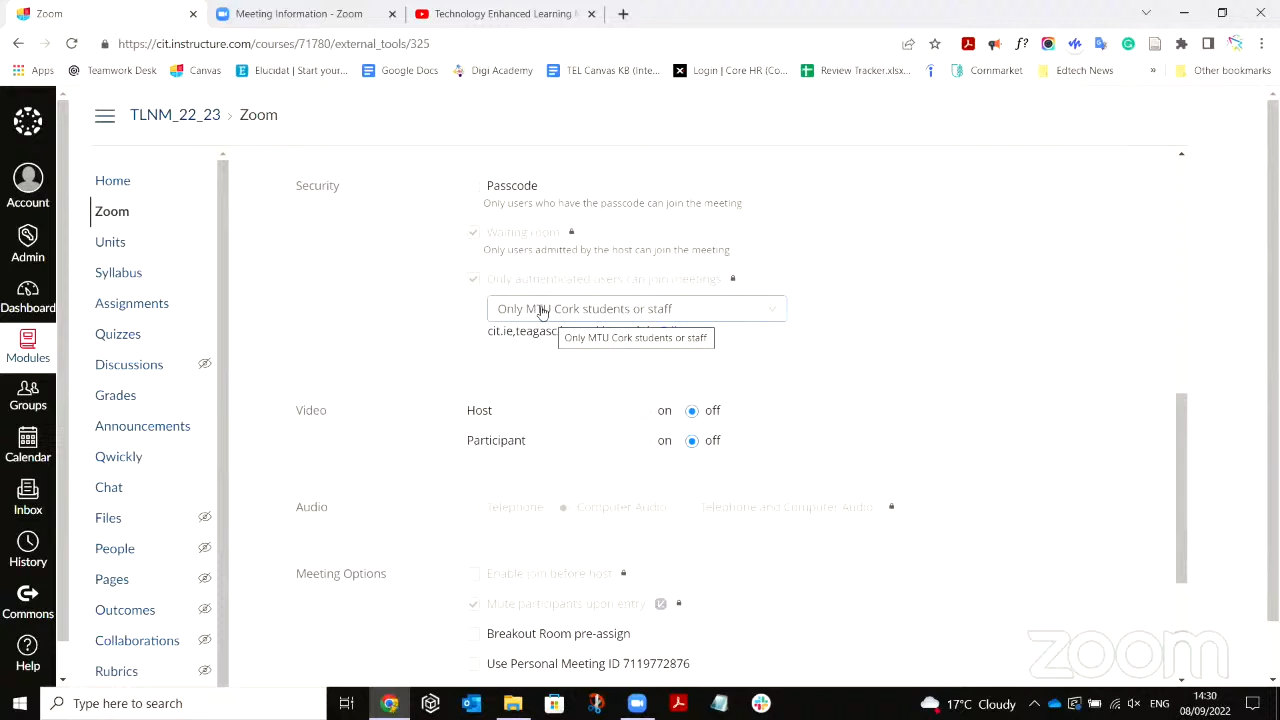 Zoom
Meeting Information - Zoom
Technology Enhanced Learning
https://cit.instructure.com/courses/71780/external_tools/325
Apps
Teamwork Desk
Canvas
Elucidat | Start your...
Google Docs
Digi Academy
TEL Canvas KB (Inte...
Login | Core HR (Co...
Review Tracker.xlsx...
Conmarket
Edtech News
»
Other bookmarks
TLNM_22_23 › Zoom
Account
Admin
Dashboard
Modules
Groups
Calendar
Inbox
History
Commons
Help
Home
Zoom
Units
Syllabus
Assignments
Quizzes
Discussions
Grades
Announcements
Qwickly
Chat
Files
People
Pages
Outcomes
Collaborations
Rubrics
Security
Passcode
Only users who have the passcode can join the meeting
Waiting room
Only users admitted by the host can join the meeting
Only authenticated users can join meetings
Only MTU Cork students or staff
Only MTU Cork students or staff
Video
Host on off
Participant on off
Audio
Telephone Computer Audio Telephone and Computer Audio
Meeting Options
Enable join before host
Mute participants upon entry
Breakout Room pre-assign
Use Personal Meeting ID 7119772876
zoom
Type here to search
17°C Cloudy
ENG
14:30
08/09/2022